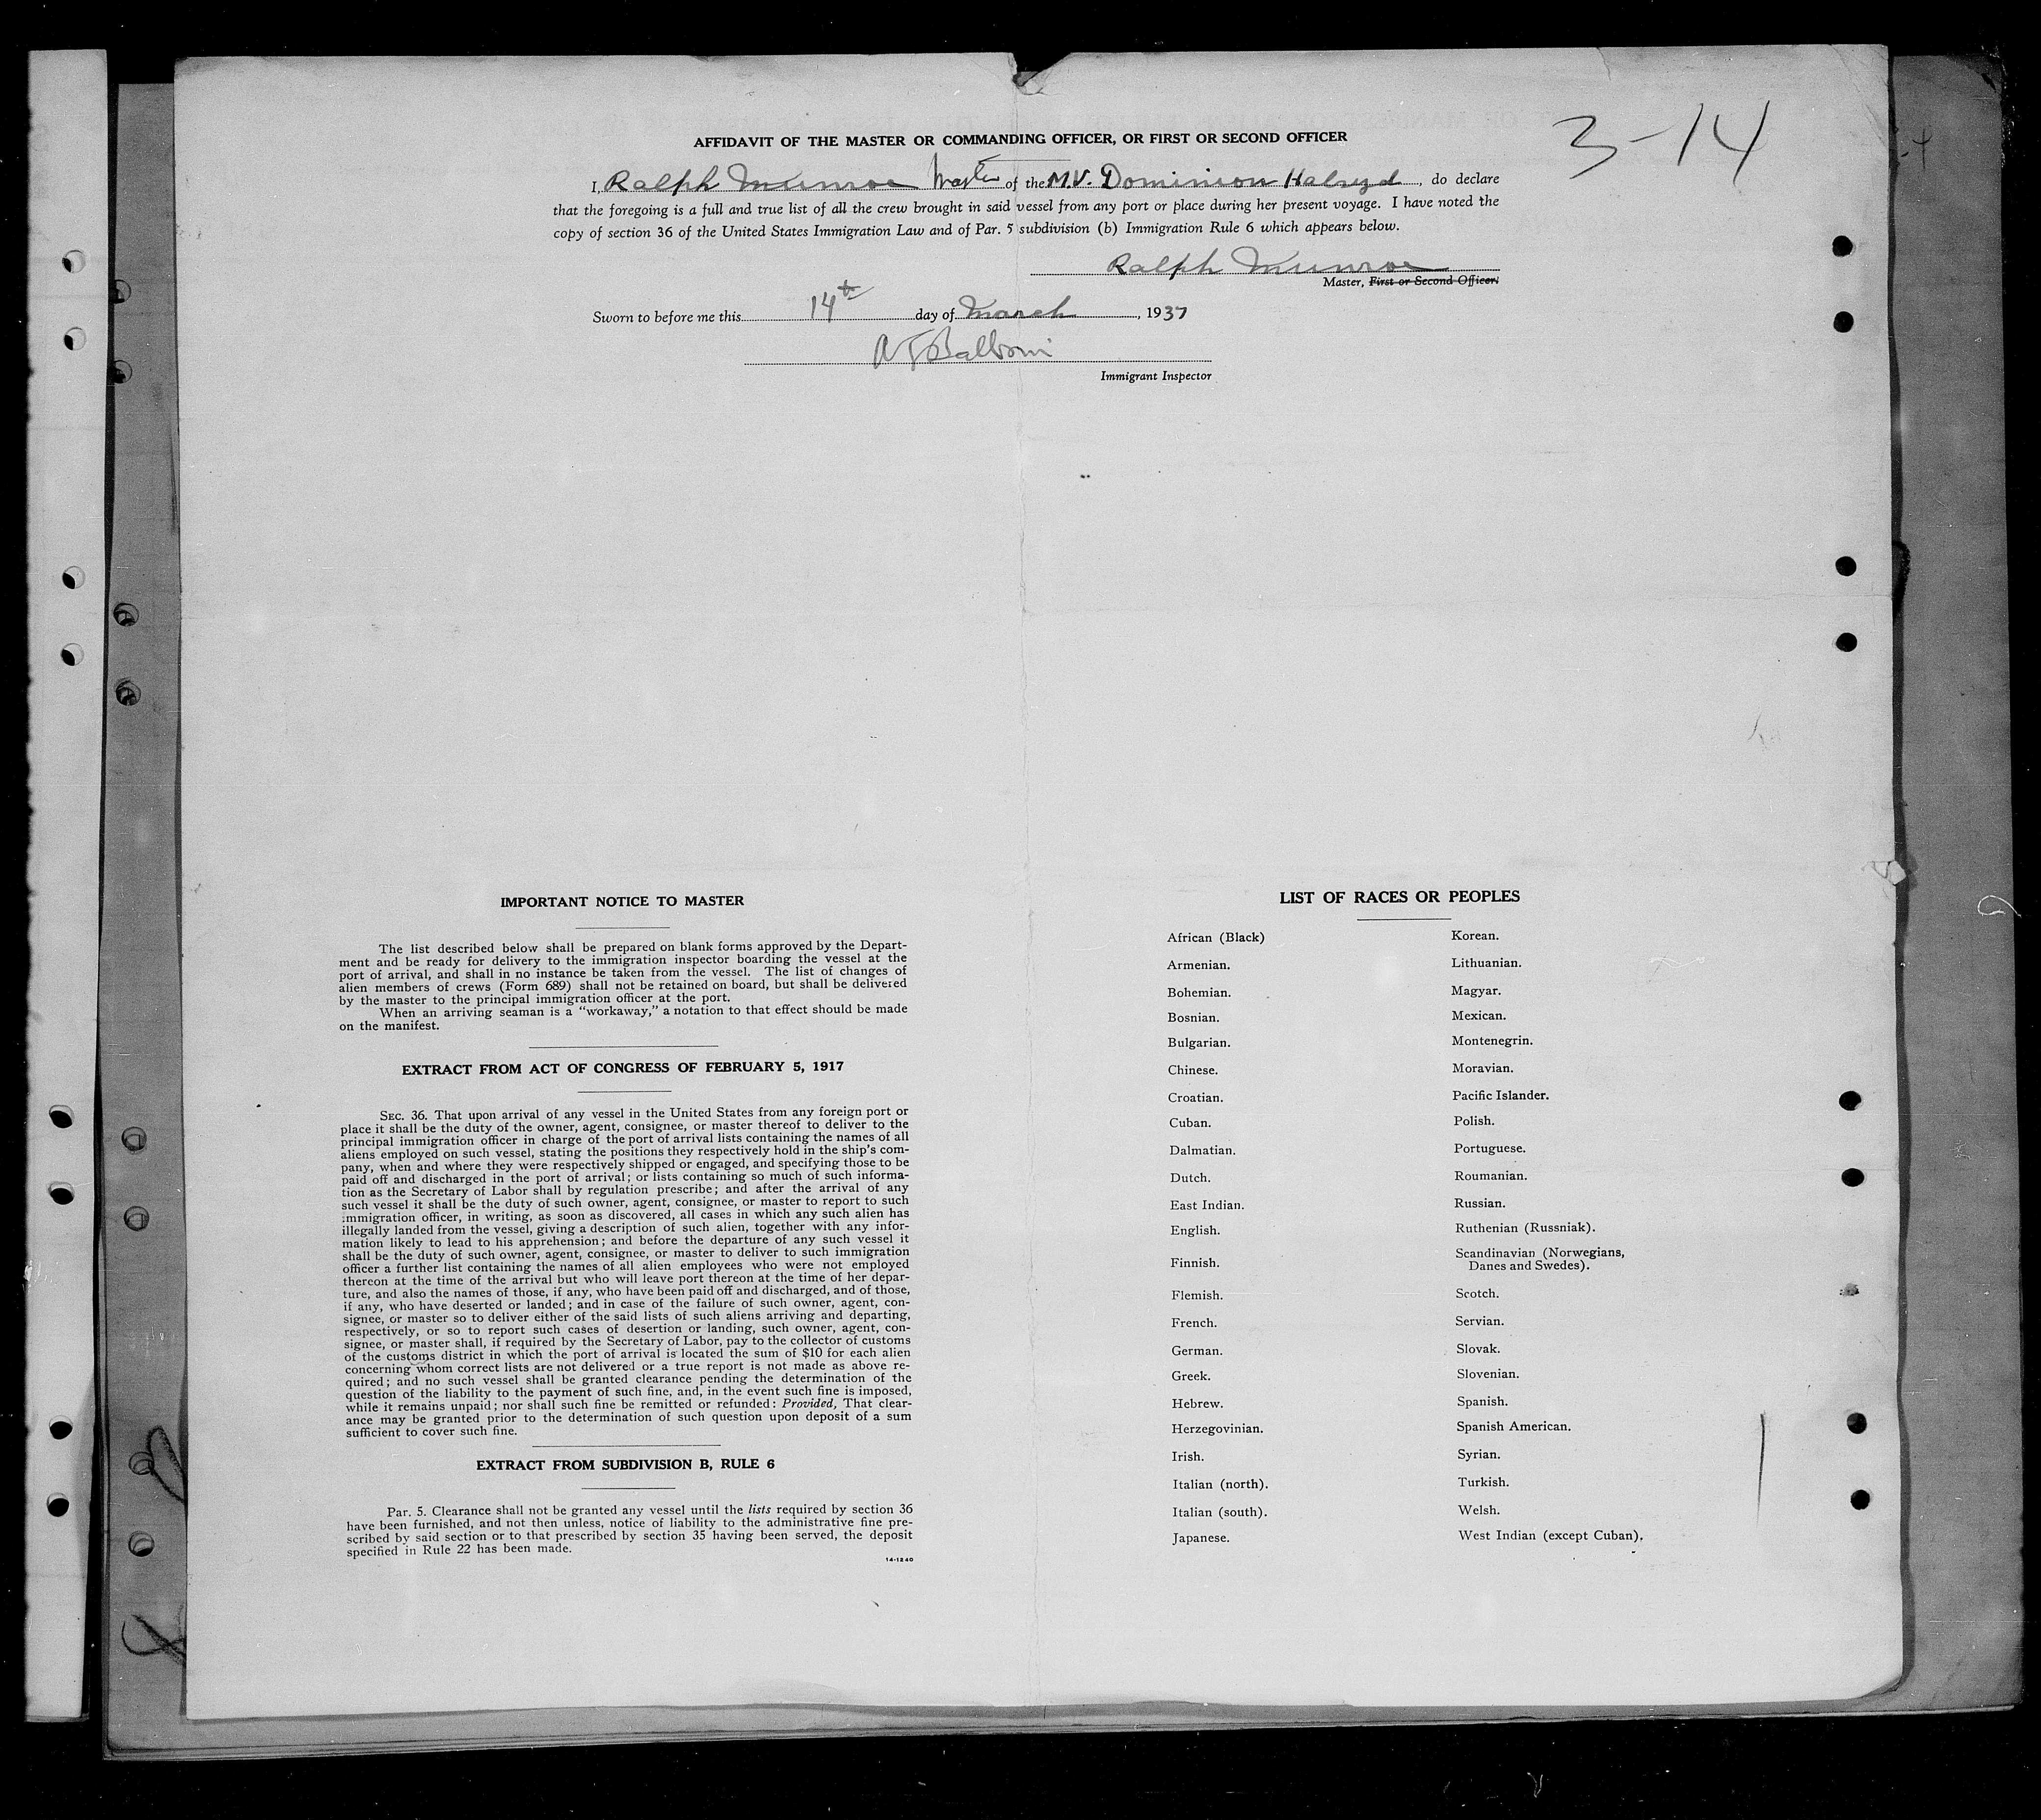 3-14
AFFIDAVIT OF THE MASTER OR COMMANDING OFFICER, OR FIRST OR SECOND OFFICER
I, Ralph Munroe Master of the M.V. Dominion Halsyd, do declare
that the foregoing is a full and true list of all the crew brought in said vessel from any port or place during her present voyage. I have noted the
copy of section 36 of the United States Immigration Law and of Par. 5 subdivision (b) Immigration Rule 6 which appears below.
Ralph Munroe
Master, First or Second Officer.
Sworn to before me this 14th day of March, 1937
Balboni
Immigrant Inspector
IMPORTANT NOTICE TO MASTER
The list described below shall be prepared on blank forms approved by the Depart-
ment and be ready for delivery to the immigration inspector boarding the vessel at the
port of arrival, and shall in no instance be taken from the vessel. The list of changes of
alien members of crews (Form 689) shall not be retained on board, but shall be delivered
by the master to the principal immigration officer at the port.
When an arriving seaman is a "workaway," a notation to that effect should be made
on the manifest.
EXTRACT FROM ACT OF CONGRESS OF FEBRUARY 5, 1917
SEC. 36. That upon arrival of any vessel in the United States from any foreign port or
place it shall be the duty of the owner, agent, consignee, or master thereof to deliver to the
principal immigration officer in charge of the port of arrival lists containing the names of all
aliens employed on such vessel, stating the positions they respectively hold in the ship's com-
pany, when and where they were respectively shipped or engaged, and specifying those to be
paid off and discharged in the port of arrival; or lists containing so much of such informa-
tion as the Secretary of Labor shall by regulation prescribe; and after the arrival of any
such vessel it shall be the duty of such owner, agent, consignee, or master to report to such
immigration officer, in writing, as soon as discovered, all cases in which any such alien has
illegally landed from the vessel, giving a description of such alien, together with any infor-
mation likely to lead to his apprehension; and before the departure of any such vessel it
shall be the duty of such owner, agent, consignee, or master to deliver to such immigration
officer a further list containing the names of all alien employees who were not employed
thereon at the time of the arrival but who will leave port thereon at the time of her depar-
ture, and also the names of those, if any, who have been paid off and discharged, and of those,
if any, who have deserted or landed; and in case of the failure of such owner, agent, con-
signee, or master so to deliver either of the said lists of such aliens arriving and departing,
respectively, or so to report such cases of desertion or landing, such owner, agent, con-
signee, or master shall, if required by the Secretary of Labor, pay to the collector of customs
of the customs district in which the port of arrival is located the sum of $10 for each alien
concerning whom correct lists are not delivered or a true report is not made as above re-
quired; and no such vessel shall be granted clearance pending the determination of the
question of the liability to the payment of such fine, and, in the event such fine is imposed,
while it remains unpaid; nor shall such fine be remitted or refunded: Provided, That clear-
ance may be granted prior to the determination of such question upon deposit of a sum
sufficient to cover such fine.
EXTRACT FROM SUBDIVISION B, RULE 6
Par. 5. Clearance shall not be granted any vessel until the lists required by section 36
have been furnished, and not then unless, notice of liability to the administrative fine pre-
scribed by said section or to that prescribed by section 35 having been served, the deposit
specified in Rule 22 has been made.
14-1240
LIST OF RACES OR PEOPLES
African (Black)
Armenian.
Bohemian.
Bosnian.
Bulgarian.
Chinese.
Croatian.
Cuban.
Dalmatian.
Dutch.
East Indian.
English.
Finnish.
Flemish.
French.
German.
Greek.
Hebrew.
Herzegovinian.
Irish.
Italian (north).
Italian (south).
Japanese.
Korean.
Lithuanian.
Magyar.
Mexican.
Montenegrin.
Moravian.
Pacific Islander.
Polish.
Portuguese.
Roumanian.
Russian.
Ruthenian (Russniak).
Scandinavian (Norwegians,
Danes and Swedes).
Scotch.
Servian.
Slovak.
Slovenian.
Spanish.
Spanish American.
Syrian.
Turkish.
Welsh.
West Indian (except Cuban).